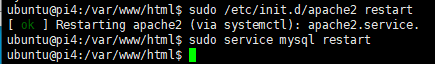 ubuntu@pi4:/var/www/html$ sudo /etc/init.d/apache2 restart
[ ok ] Restarting apache2 (via systemctl): apache2.service.
ubuntu@pi4:/var/www/html$ sudo service mysql restart
ubuntu@pi4:/var/www/html$